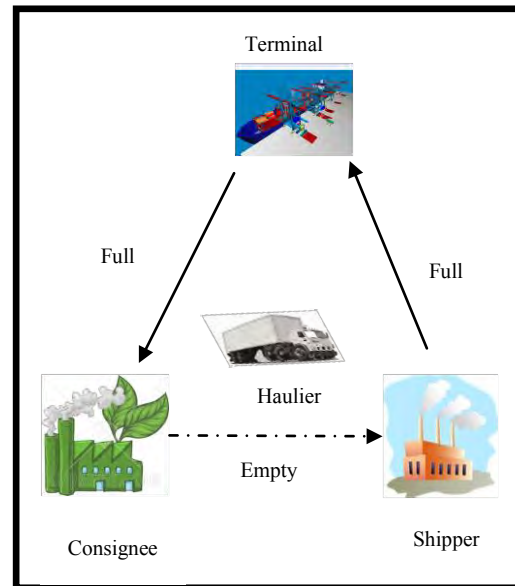 Terminal
Full
Full
Haulier
Empty
Consignee
Shipper